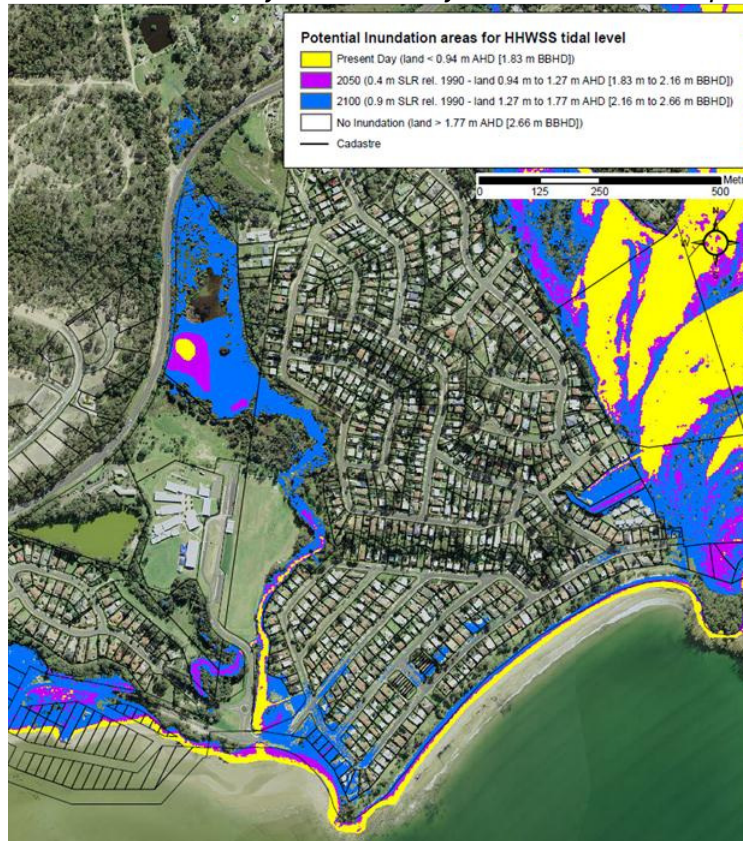 Potential Inundation areas for HHWSS tidal level
Present Day (land < 0.94 m AHD [1.83 m BBHD])
2050 (0.4 m SLR rel. 1990 - land 0.94 m to 1.27 m AHD [1.83 m to 2.16 m BBHD])
2100 (0.9 m SLR rel. 1990 - land 1.27 m to 1.77 m AHD [2.16 m to 2.66 m BBHD])
No Inundation (land > 1.77 m AHD [2.66 m BBHD])
Cadastre
Metr
0 125 250 500
N